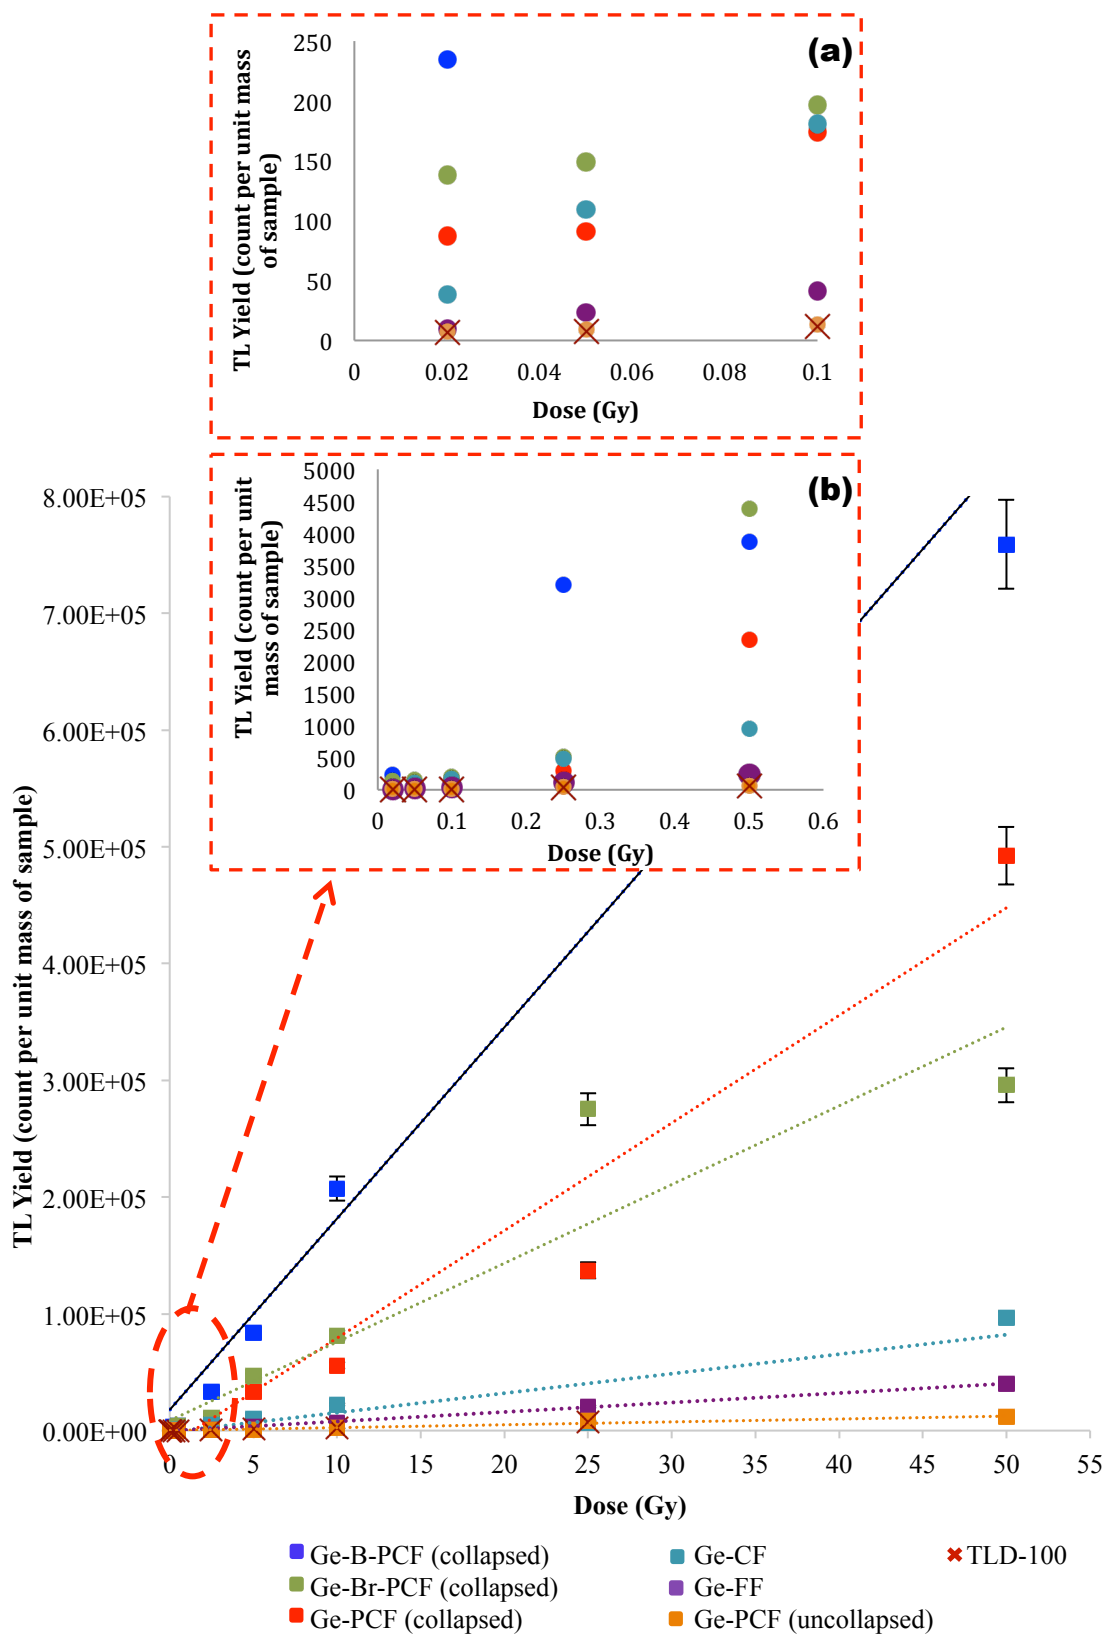 (a)
TL Yield (count per unit mass
of sample)
250
200
150
100
50
0
0 0.02 0.04 0.06 0.08 0.1
Dose (Gy)
(b)
TL Yield (count per unit
mass of sample)
5000
4500
4000
3500
3000
2500
2000
1500
1000
500
0
0 0.1 0.2 0.3 0.4 0.5 0.6
Dose (Gy)
TL Yield (count per unit mass of sample)
8.00E+05
7.00E+05
6.00E+05
5.00E+05
4.00E+05
3.00E+05
2.00E+05
1.00E+05
0.00E+00
0 5 10 15 20 25 30 35 40 45 50 55
Dose (Gy)
Ge-B-PCF (collapsed) Ge-CF TLD-100
Ge-Br-PCF (collapsed) Ge-FF
Ge-PCF (collapsed) Ge-PCF (uncollapsed)